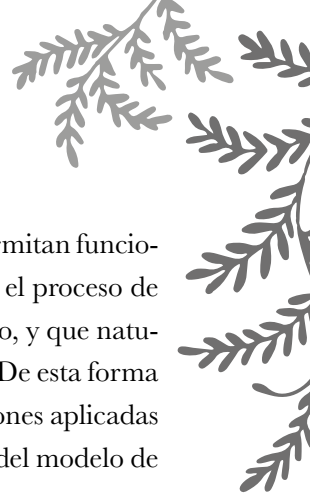 rmitan funcio-
el proceso de
o, y que natu-
De esta forma
ones aplicadas
del modelo de